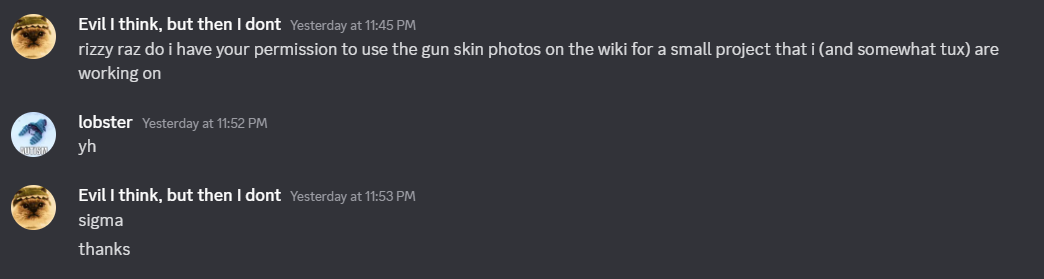 Evil I think, but then I dont Yesterday at 11:45 PM
rizzy raz do i have your permission to use the gun skin photos on the wiki for a small project that i (and somewhat tux) are
working on
lobster Yesterday at 11:52 PM
yh
Evil I think, but then I dont Yesterday at 11:53 PM
sigma
thanks